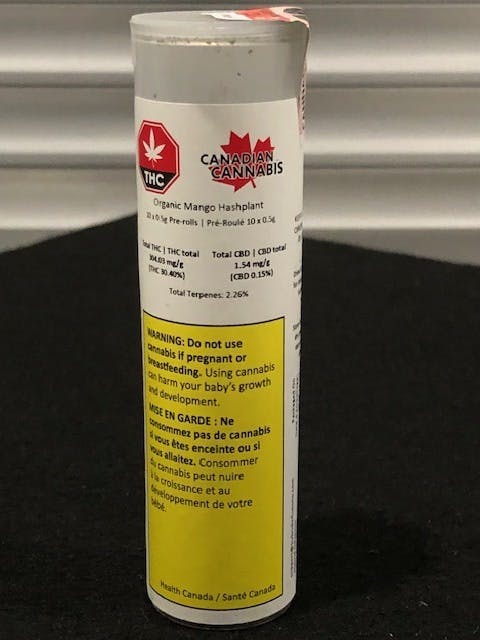 THC
CANADIAN
CANNABIS
Organic Mango Hashplant
10 x 0.5g Pre-rolls | Pré-Roulé 10 x 0.5g
Total THC | THC total
304.03 mg/g
(THC 30.40%)
Total CBD | CBD total
1.54 mg/g
(CBD 0.15%)
Total Terpenes: 2.26%
WARNING: Do not use
cannabis if pregnant or
breastfeeding. Using cannabis
can harm your baby's growth
and development.
MISE EN GARDE : Ne
consommez pas de cannabis
si vous êtes enceinte ou si
vous allaitez. Consommer
du cannabis peut nuire
à la croissance et au
développement de votre
bébé.
Health Canada / Santé Canada